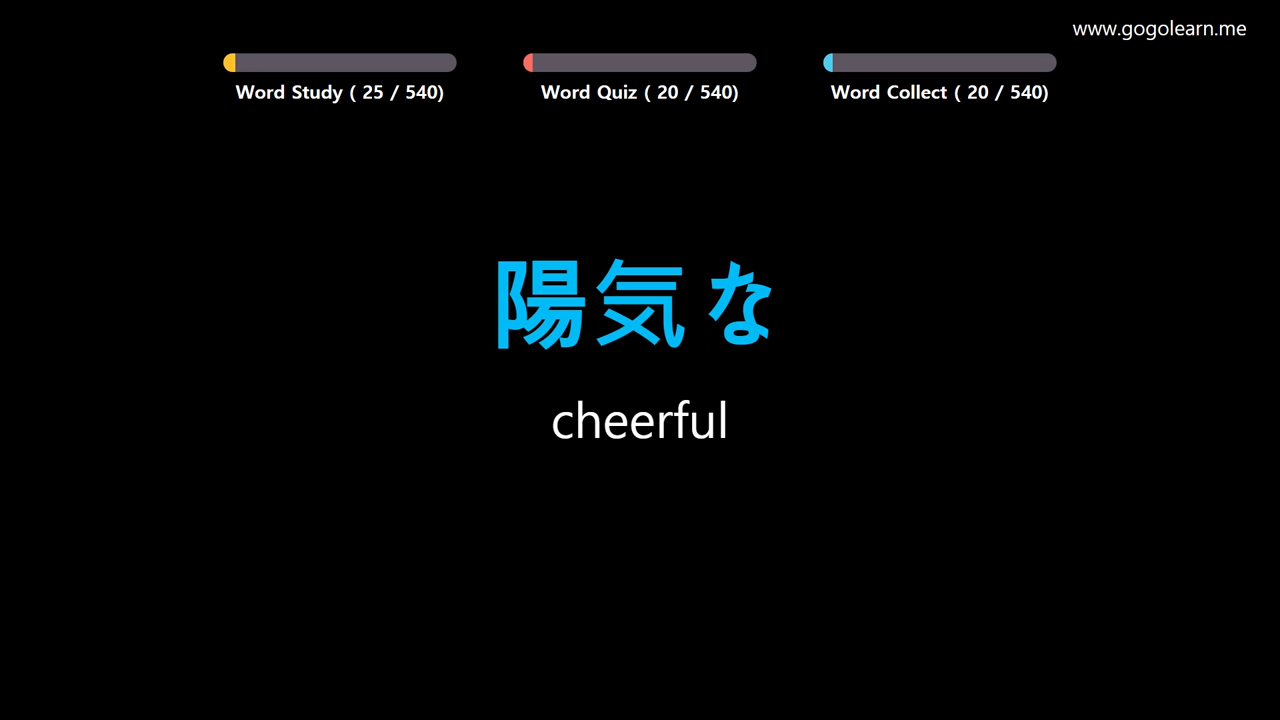 www.gogolearn.me
Word Study ( 25 / 540)
Word Quiz ( 20 / 540)
Word Collect ( 20 / 540)
陽気な
cheerful